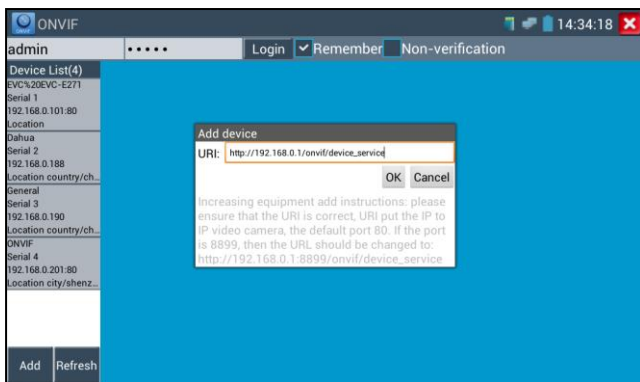 ONVIF
14:34:18
admin
•••••
Login
Remember
Non-verification
Device List(4)
EVC%20EVC-E271
Serial 1
192.168.0.101:80
Location
Dahua
Serial 2
192.168.0.188
Location country/ch...
General
Serial 3
192.168.0.190
Location country/ch...
ONVIF
Serial 4
192.168.0.201:80
Location city/shenz...
Add
Refresh
Add device
URI: http://192.168.0.1/onvif/device_service
OK
Cancel
Increasing equipment add instructions: please
ensure that the URI is correct, URI put the IP to
IP video camera, the default port 80. If the port
is 8899, then the URL should be changed to:
http://192.168.0.1:8899/onvif/device_service